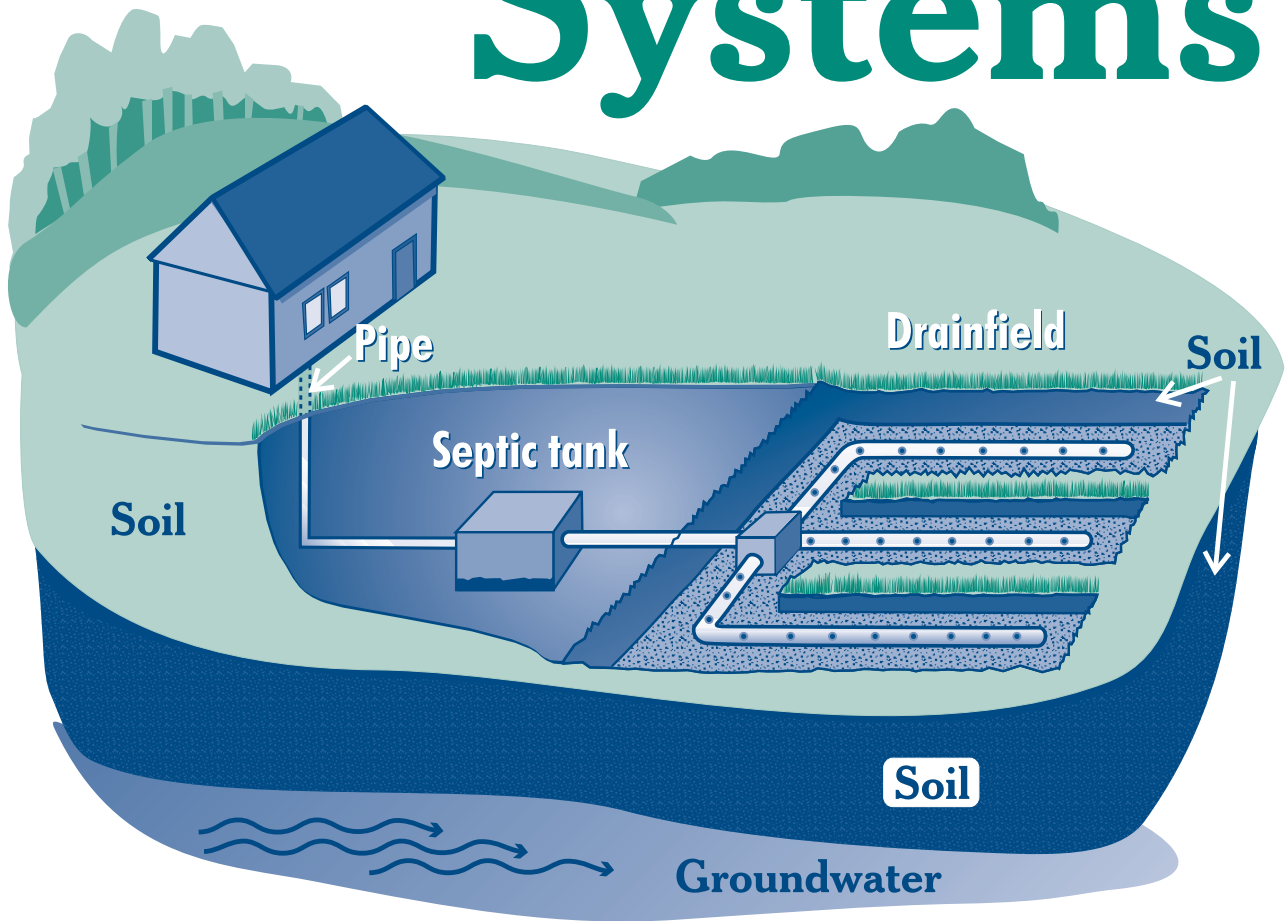 Systems
Pipe
Drainfield
Soil
Septic tank
Soil
Soil
Groundwater